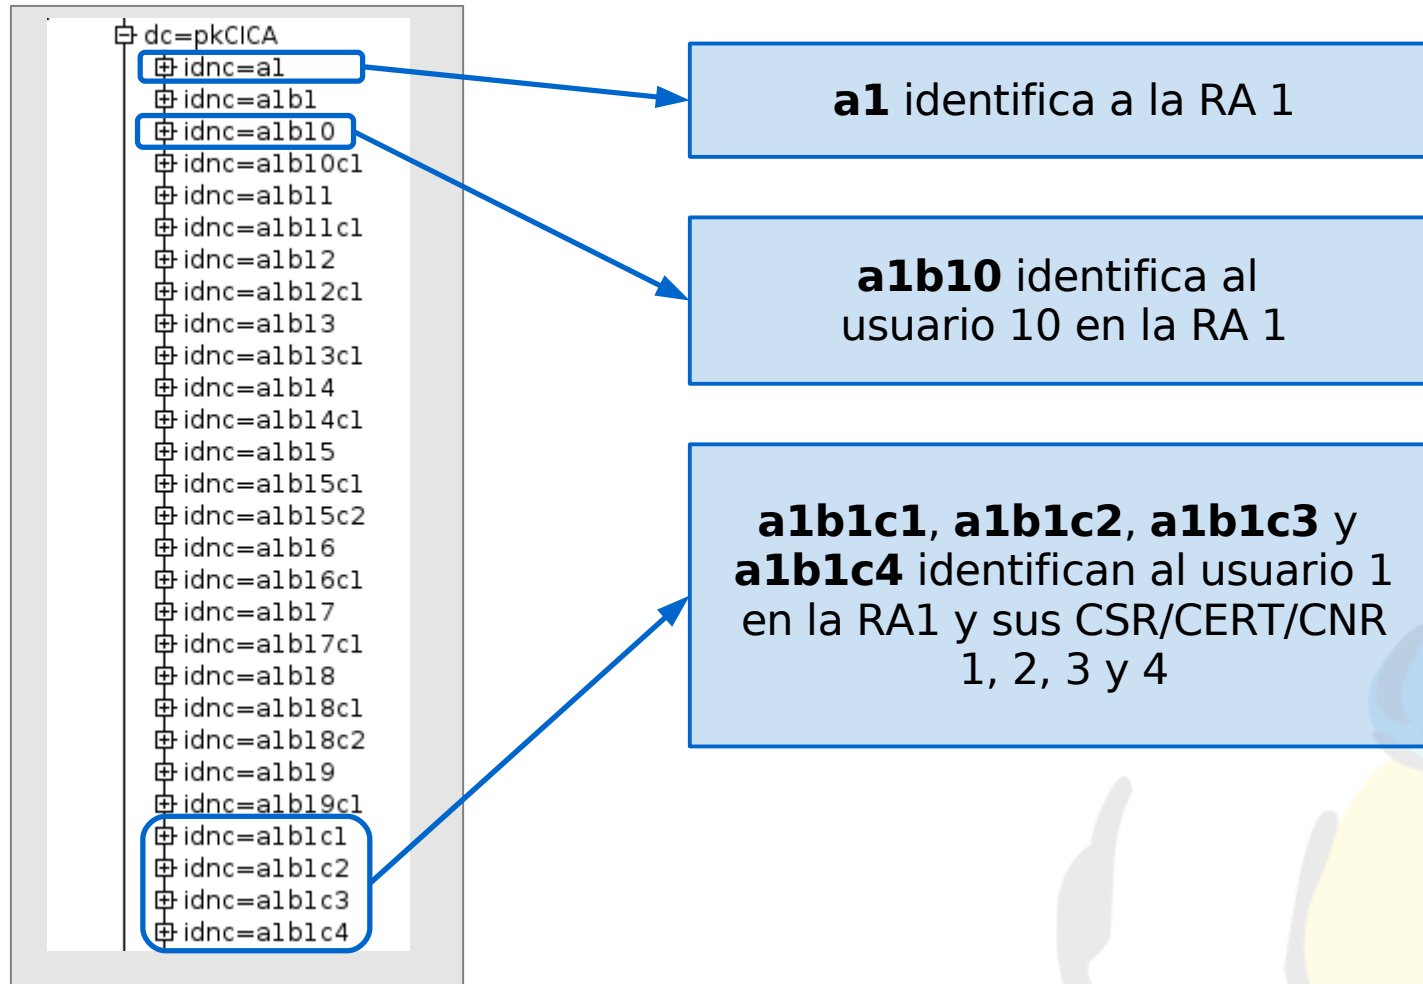 dc=pkCICA
idnc=a1
idnc=a1b1
idnc=a1b10
idnc=a1b10c1
idnc=a1b11
idnc=a1b11c1
idnc=a1b12
idnc=a1b12c1
idnc=a1b13
idnc=a1b13c1
idnc=a1b14
idnc=a1b14c1
idnc=a1b15
idnc=a1b15c1
idnc=a1b15c2
idnc=a1b16
idnc=a1b16c1
idnc=a1b17
idnc=a1b17c1
idnc=a1b18
idnc=a1b18c1
idnc=a1b18c2
idnc=a1b19
idnc=a1b19c1
idnc=a1b1c1
idnc=a1b1c2
idnc=a1b1c3
idnc=a1b1c4
a1 identifica a la RA 1
a1b10 identifica al
usuario 10 en la RA 1
a1b1c1, a1b1c2, a1b1c3 y
a1b1c4 identifican al usuario 1
en la RA1 y sus CSR/CERT/CNR
1, 2, 3 y 4